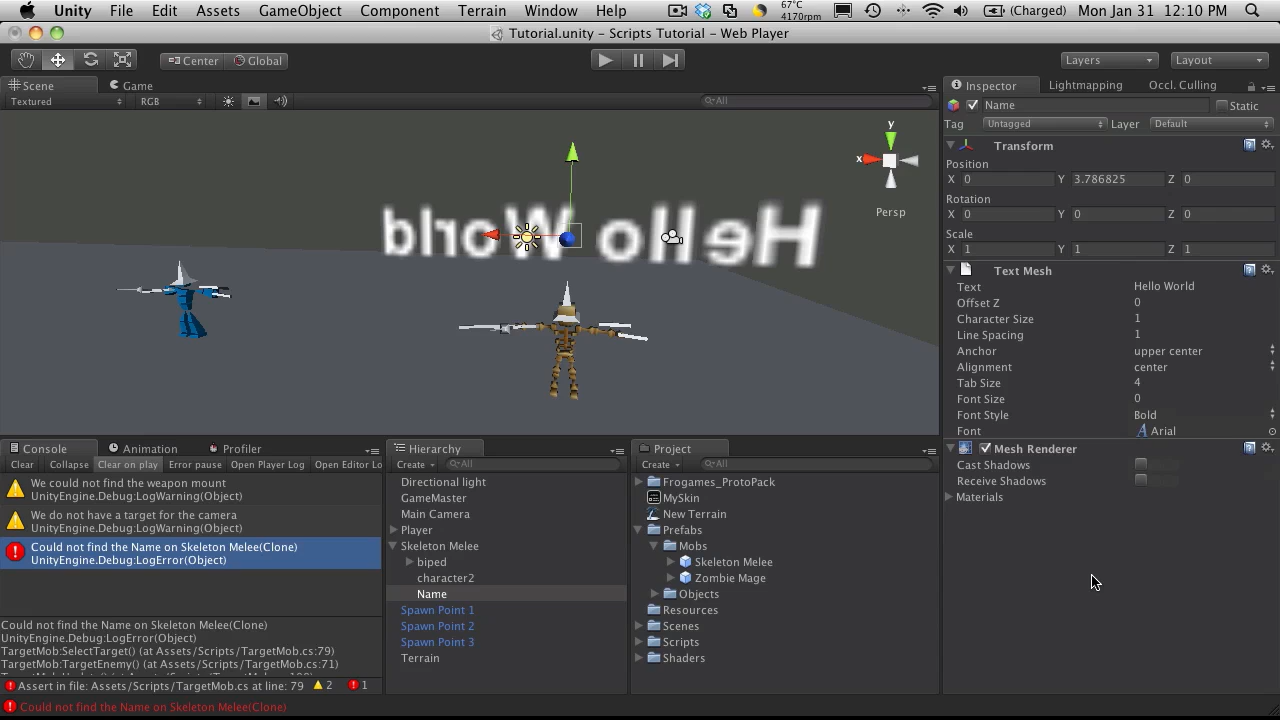 Unity File Edit Assets GameObject Component Terrain Window Help 67°C 4170rpm (Charged) Mon Jan 31 12:10 PM
Tutorial.unity – Scripts Tutorial – Web Player
Center Global Layers Layout
Scene Game
Textured RGB All
Hello World
y
x
Persp
Inspector Lightmapping Occl. Culling
Name Static
Tag Untagged Layer Default
Transform
Position
X 0 Y 3.786825 Z 0
Rotation
X 0 Y 0 Z 0
Scale
X 1 Y 1 Z 1
Text Mesh
Text Hello World
Offset Z 0
Character Size 1
Line Spacing 1
Anchor upper center
Alignment center
Tab Size 4
Font Size 0
Font Style Bold
Font A Arial
Mesh Renderer
Cast Shadows
Receive Shadows
Materials
Console Animation Profiler
Clear Collapse Clear on play Error pause Open Player Log Open Editor Lo
We could not find the weapon mount
UnityEngine.Debug:LogWarning(Object)
We do not have a target for the camera
UnityEngine.Debug:LogWarning(Object)
Could not find the Name on Skeleton Melee(Clone)
UnityEngine.Debug:LogError(Object)
Could not find the Name on Skeleton Melee(Clone)
UnityEngine.Debug:LogError(Object)
TargetMob:SelectTarget() (at Assets/Scripts/TargetMob.cs:79)
TargetMob:TargetEnemy() (at Assets/Scripts/TargetMob.cs:71)
Assert in file: Assets/Scripts/TargetMob.cs at line: 79 2 1
Could not find the Name on Skeleton Melee(Clone)
Hierarchy
Create All
Directional light
GameMaster
Main Camera
Player
Skeleton Melee
biped
character2
Name
Spawn Point 1
Spawn Point 2
Spawn Point 3
Terrain
Project
Create All
Frogames_ProtoPack
MySkin
New Terrain
Prefabs
Mobs
Skeleton Melee
Zombie Mage
Objects
Resources
Scenes
Scripts
Shaders